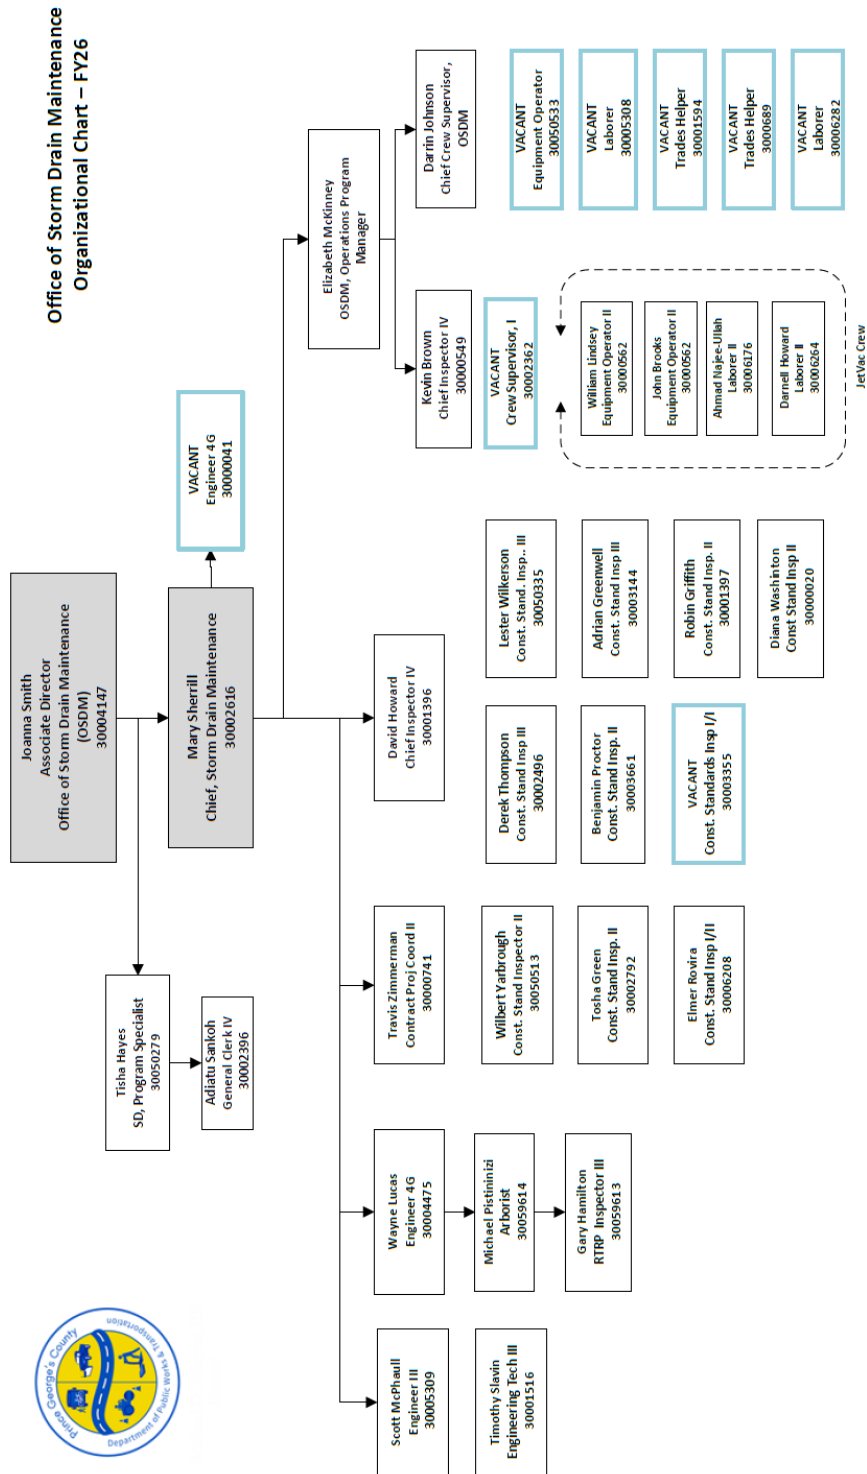 Office of Storm Drain Maintenance
Organizational Chart – FY26
Prince George's County
Department of Public Works & Transportation
Joanna Smith
Associate Director
Office of Storm Drain Maintenance
(OSDM)
30004147
Tisha Hayes
SD, Program Specialist
30050279
Adiatu Sankoh
General Clerk IV
30002396
Mary Sherrill
Chief, Storm Drain Maintenance
30002616
VACANT
Engineer 4G
30000041
Scott McPhaull
Engineer III
30005309
Timothy Slavin
Engineering Tech III
30001516
Wayne Lucas
Engineer 4G
30004475
Michael Pistininizi
Arborist
30059614
Gary Hamilton
RTRP Inspector III
30059613
Travis Zimmerman
Contract Proj Coord II
30000741
Wilbert Yarbrough
Const. Stand Inspector II
30050513
Tosha Green
Const. Stand Insp. II
30002792
Elmer Rovira
Const. Stand Insp I/II
30006208
David Howard
Chief Inspector IV
30001396
Derek Thompson
Const. Stand Insp III
30002496
Benjamin Proctor
Const. Stand Insp. II
30003661
VACANT
Const. Standards Insp I/I
30003355
Lester Wilkerson
Const. Stand. Insp.. III
30050335
Adrian Greenwell
Const. Stand Insp III
30003144
Robin Griffith
Const. Stand Insp. II
30001397
Diana Washinton
Const Stand Insp II
30000020
Elizabeth McKinney
OSDM, Operations Program
Manager
Kevin Brown
Chief Inspector IV
30000549
VACANT
Crew Supervisor, I
30002362
William Lindsey
Equipment Operator II
30000562
John Brooks
Equipment Operator II
30000562
Ahmad Najee-Ullah
Laborer II
30006176
Darnell Howard
Laborer II
30006264
JetVac Crew
Darrin Johnson
Chief Crew Supervisor,
OSDM
VACANT
Equipment Operator
30050533
VACANT
Laborer
30005308
VACANT
Trades Helper
30001594
VACANT
Trades Helper
3000689
VACANT
Laborer
30006282